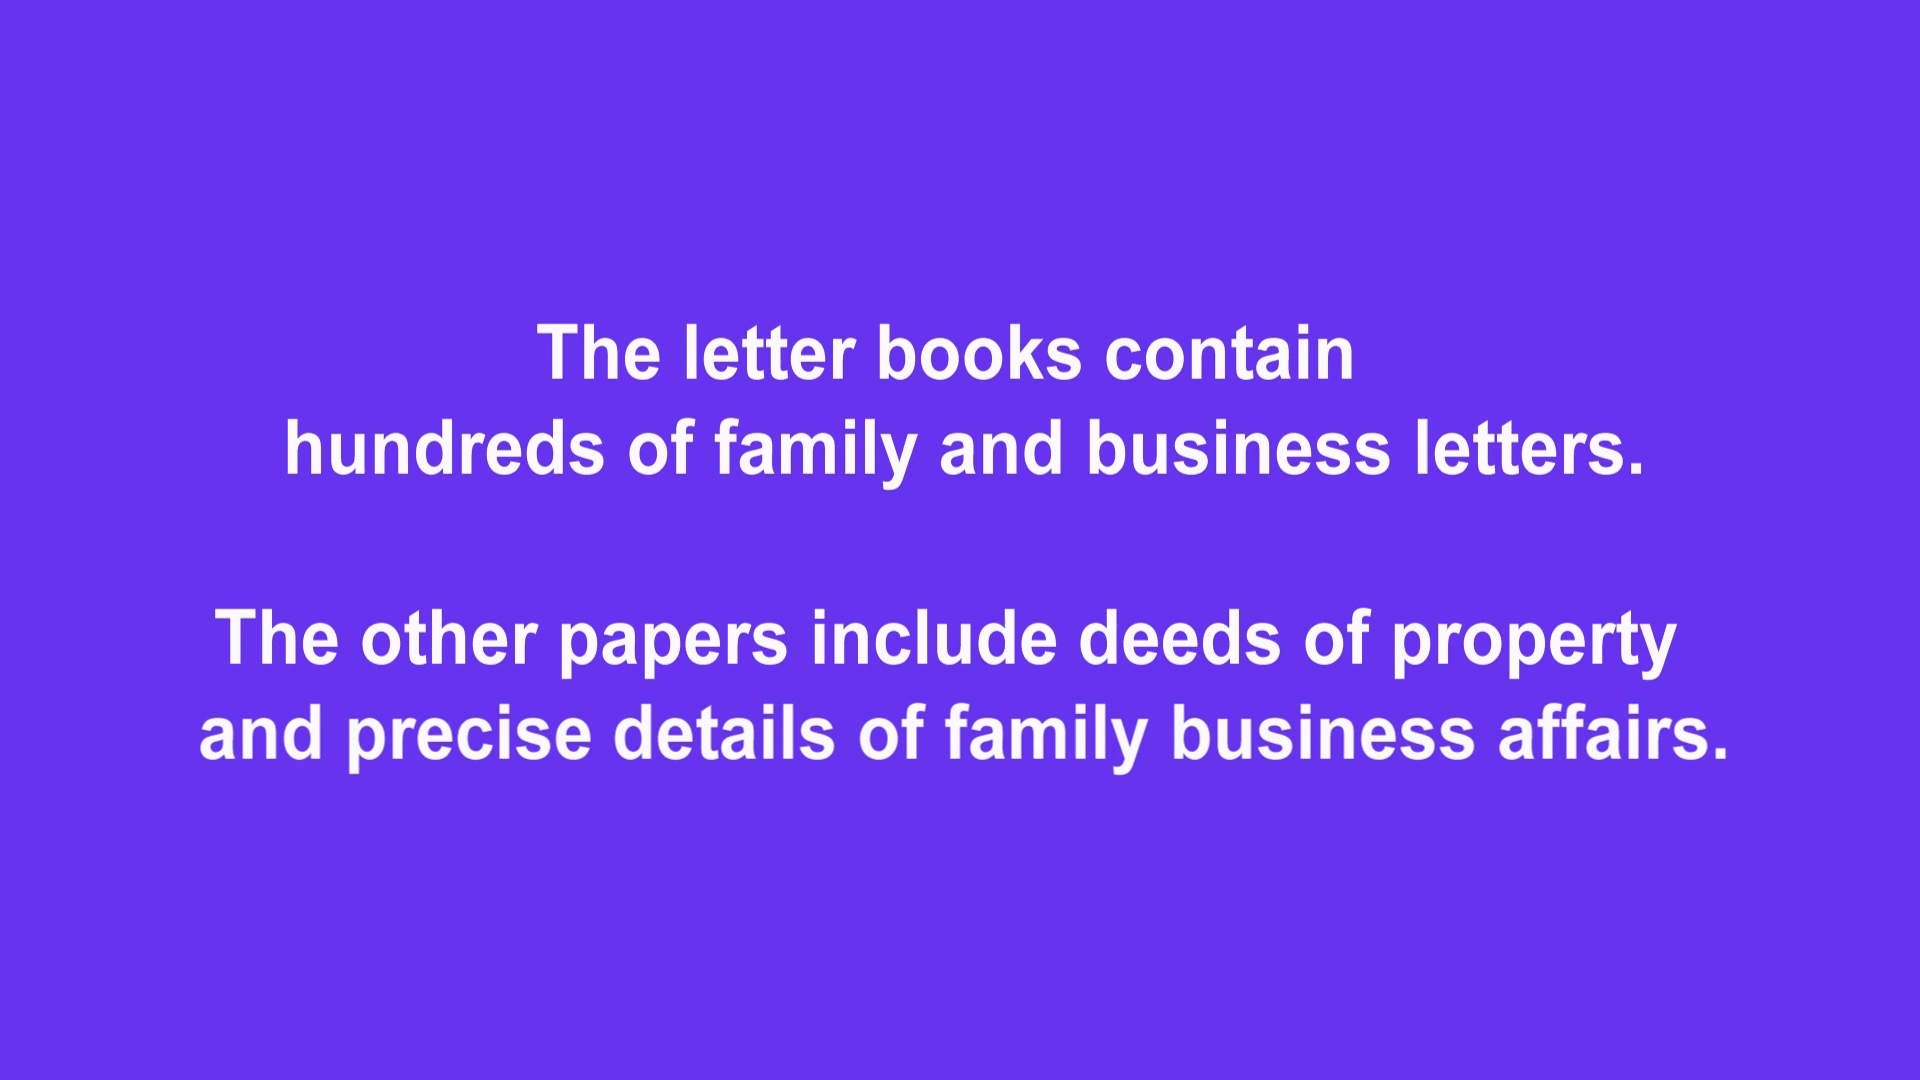 The letter books contain
hundreds of family and business letters.
The other papers include deeds of property
and precise details of family business affairs.